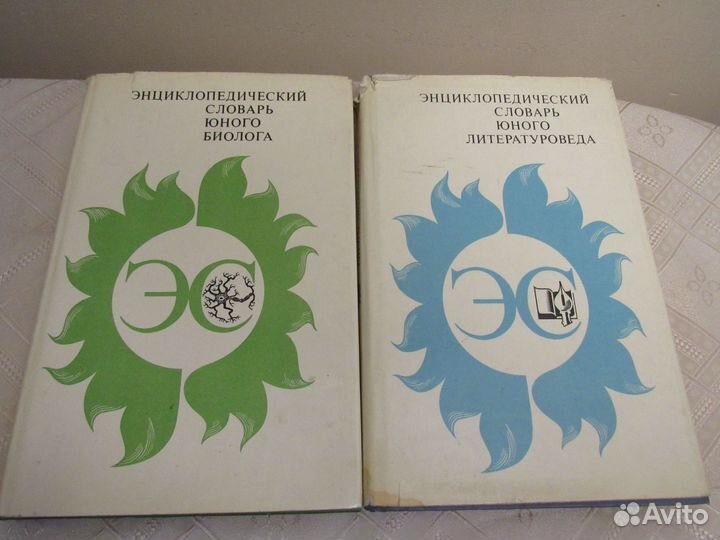 ЭНЦИКЛОПЕДИЧЕСКИЙ
СЛОВАРЬ
ЮНОГО
БИОЛОГА
ЭС
ЭНЦИКЛОПЕДИЧЕСКИЙ
СЛОВАРЬ
ЮНОГО
ЛИТЕРАТУРОВЕДА
ЭС
Avito